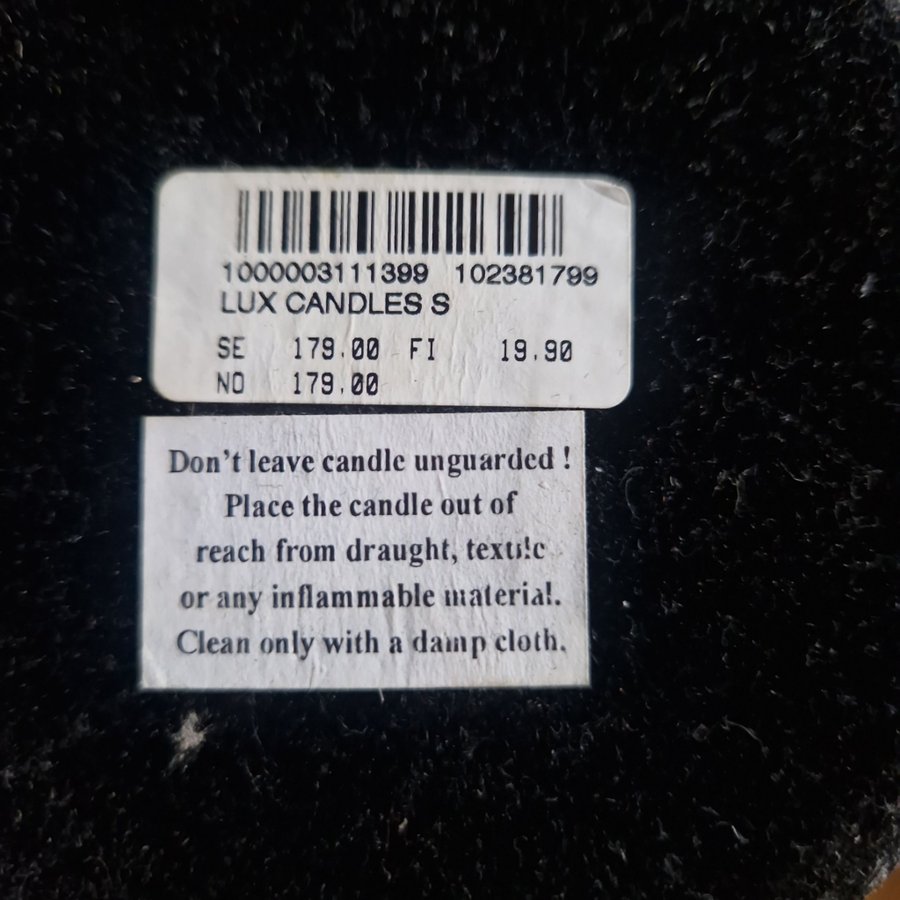 1000003111399 102381799
LUX CANDLES S
SE 179.00 FI 19.90
NO 179.00
Don't leave candle unguarded !
Place the candle out of
reach from draught, textile
or any inflammable material.
Clean only with a damp cloth.